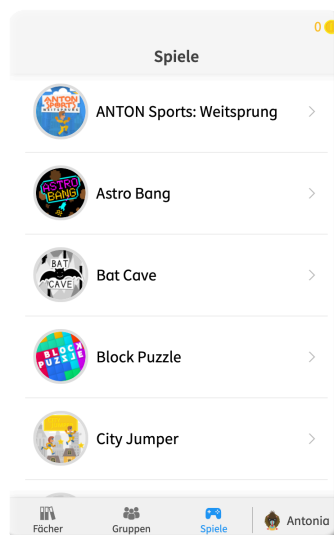 0
Spiele
ANTON SPORTS WEITSPRUNG
ANTON Sports: Weitsprung
ASTRO BANG
Astro Bang
BAT CAVE
Bat Cave
BLOCK PUZZLE
Block Puzzle
City Jumper
Fächer
Gruppen
Spiele
Antonia